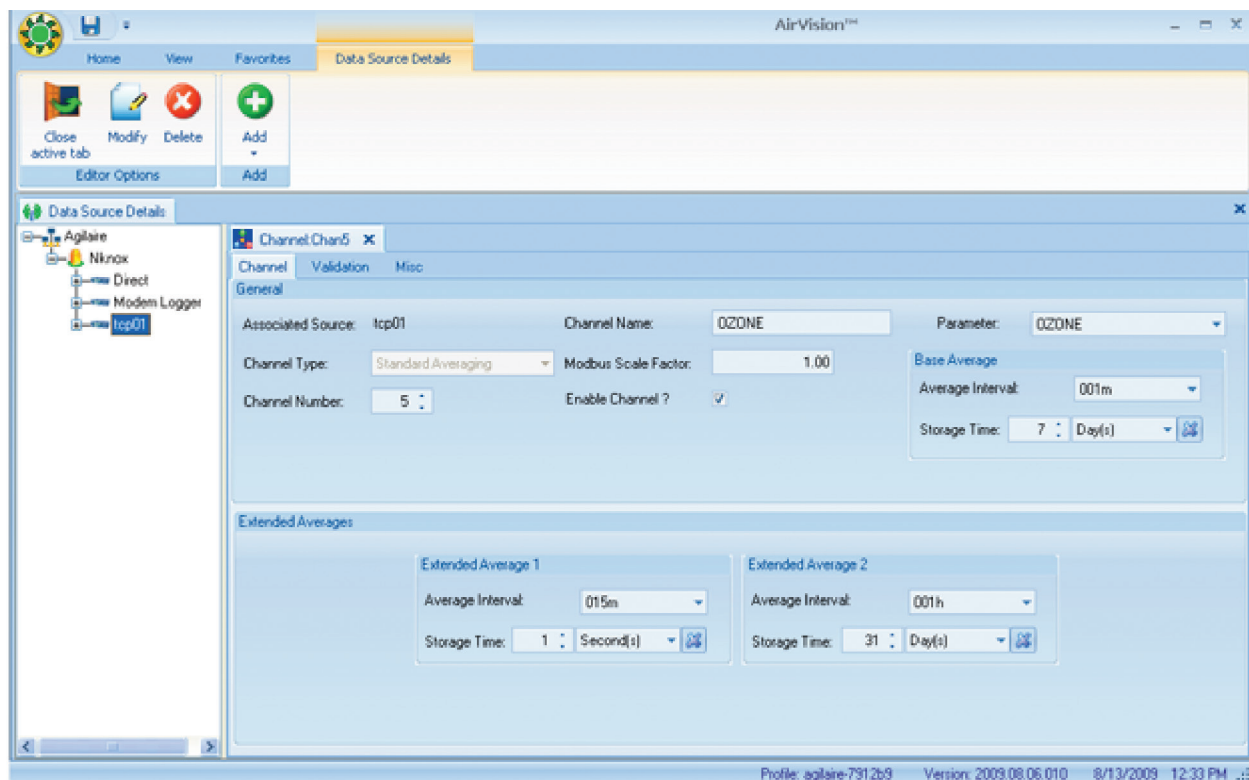 AirVision™
Home View Favorites Data Source Details
Close active tab Modify Delete Add
Editor Options Add
Data Source Details
Agilaire
Nknox
Direct
Modem Logger
tcp01
Channel:Chan5
Channel Validation Misc
General
Associated Source: tcp01 Channel Name: OZONE Parameter: OZONE
Channel Type: Standard Averaging Modbus Scale Factor: 1.00 Base Average
Average Interval: 001m
Channel Number: 5 Enable Channel ?
Storage Time: 7 Day(s)
Extended Averages
Extended Average 1 Extended Average 2
Average Interval: 015m Average Interval: 001h
Storage Time: 1 Second(s) Storage Time: 31 Day(s)
Profile: agilaire-7912b9 Version: 2009.08.06.010 8/13/2009 12:33 PM